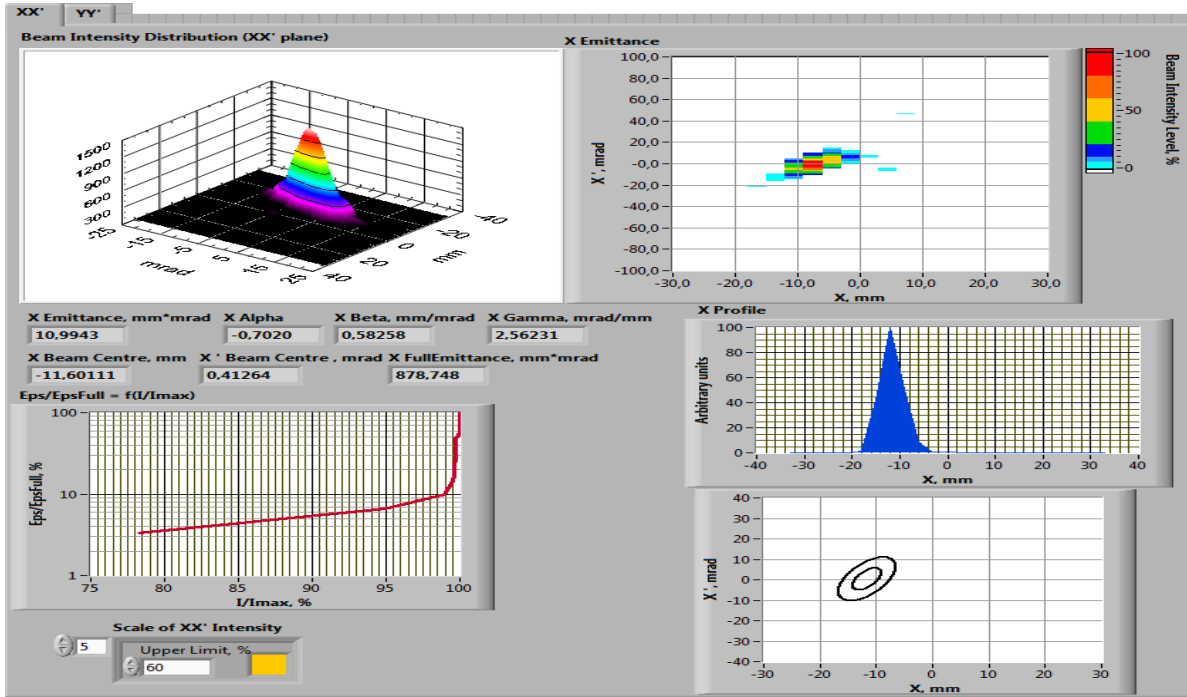 XX' YY'
Beam Intensity Distribution (XX' plane)
1500
1200
900
600
300
-25
-15
-5
5
15
25
mrad
40
20
0
-20
-40
mm
X Emittance
100,0
80,0
60,0
40,0
20,0
-0,0
-20,0
-40,0
-60,0
-80,0
-100,0
X', mrad
-30,0 -20,0 -10,0 0,0 10,0 20,0 30,0
X, mm
100
50
0
Beam Intensity Level, %
X Emittance, mm*mrad X Alpha X Beta, mm/mrad X Gamma, mrad/mm
10,9943 -0,7020 0,58258 2,56231
X Beam Centre, mm X ' Beam Centre , mrad X FullEmittance, mm*mrad
-11,60111 0,41264 878,748
X Profile
100
80
60
40
20
0
Arbitrary units
-40 -30 -20 -10 0 10 20 30 40
X, mm
Eps/EpsFull = f(I/Imax)
100
10
1
Eps/EpsFull, %
75 80 85 90 95 100
I/Imax, %
40
30
20
10
0
-10
-20
-30
-40
X', mrad
-30 -20 -10 0 10 20 30
X, mm
Scale of XX' Intensity
5
Upper Limit, %
60